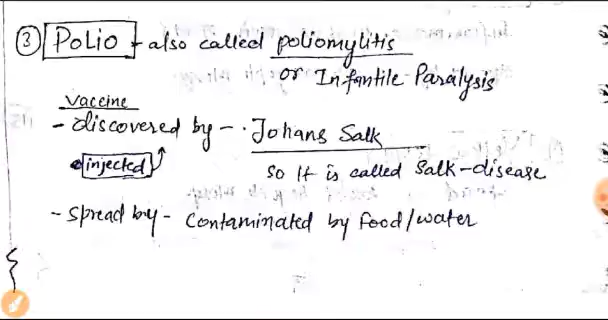 ③ Polio - also called poliomylitis
or Infantile Paralysis
vaccine
- discovered by - Johans Salk
injected
so It is called Salk-disease
- Spread by - Contaminated by food/water